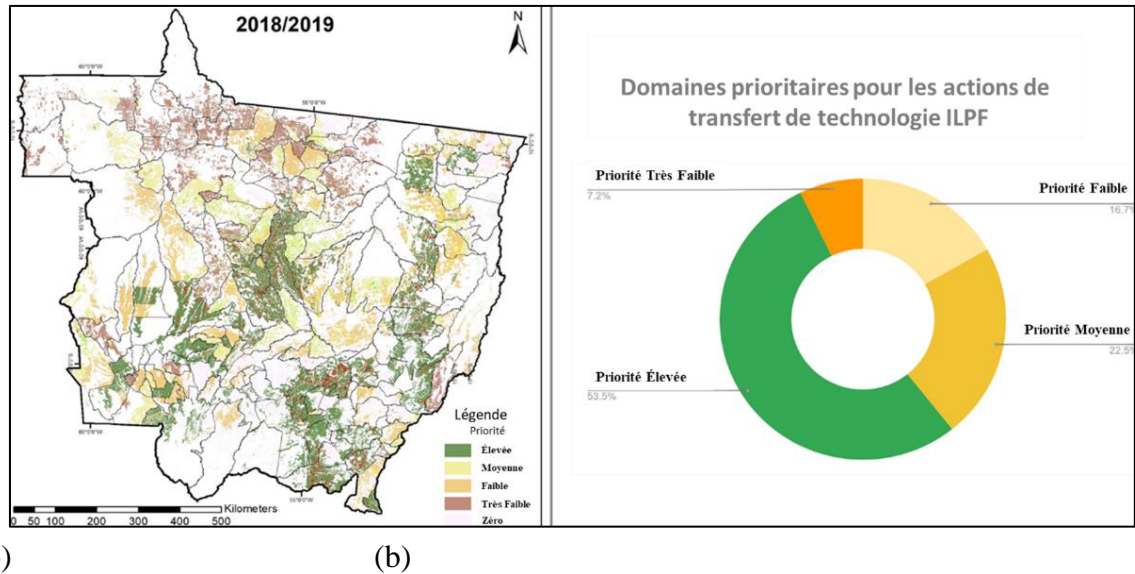 2018/2019
N
Légende
Priorité
Élevée
Moyenne
Faible
Très Faible
Zéro
Kilometers
0 50 100 200 300 400 500
Domaines prioritaires pour les actions de
transfert de technologie ILPF
Priorité Très Faible
7.2%
Priorité Faible
16.7%
Priorité Moyenne
22.5%
Priorité Élevée
53.5%
)
(b)